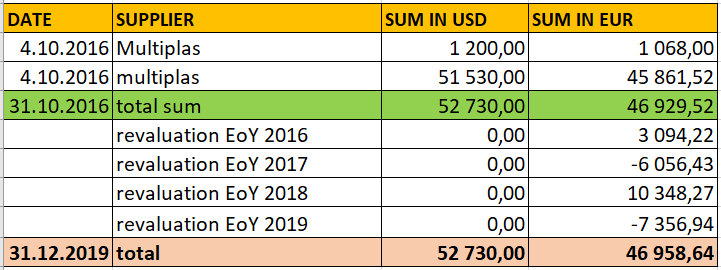 DATE SUPPLIER SUM IN USD SUM IN EUR
4.10.2016 Multiplas 1 200,00 1 068,00
4.10.2016 multiplas 51 530,00 45 861,52
31.10.2016 total sum 52 730,00 46 929,52
revaluation EoY 2016 0,00 3 094,22
revaluation EoY 2017 0,00 -6 056,43
revaluation EoY 2018 0,00 10 348,27
revaluation EoY 2019 0,00 -7 356,94
31.12.2019 total 52 730,00 46 958,64